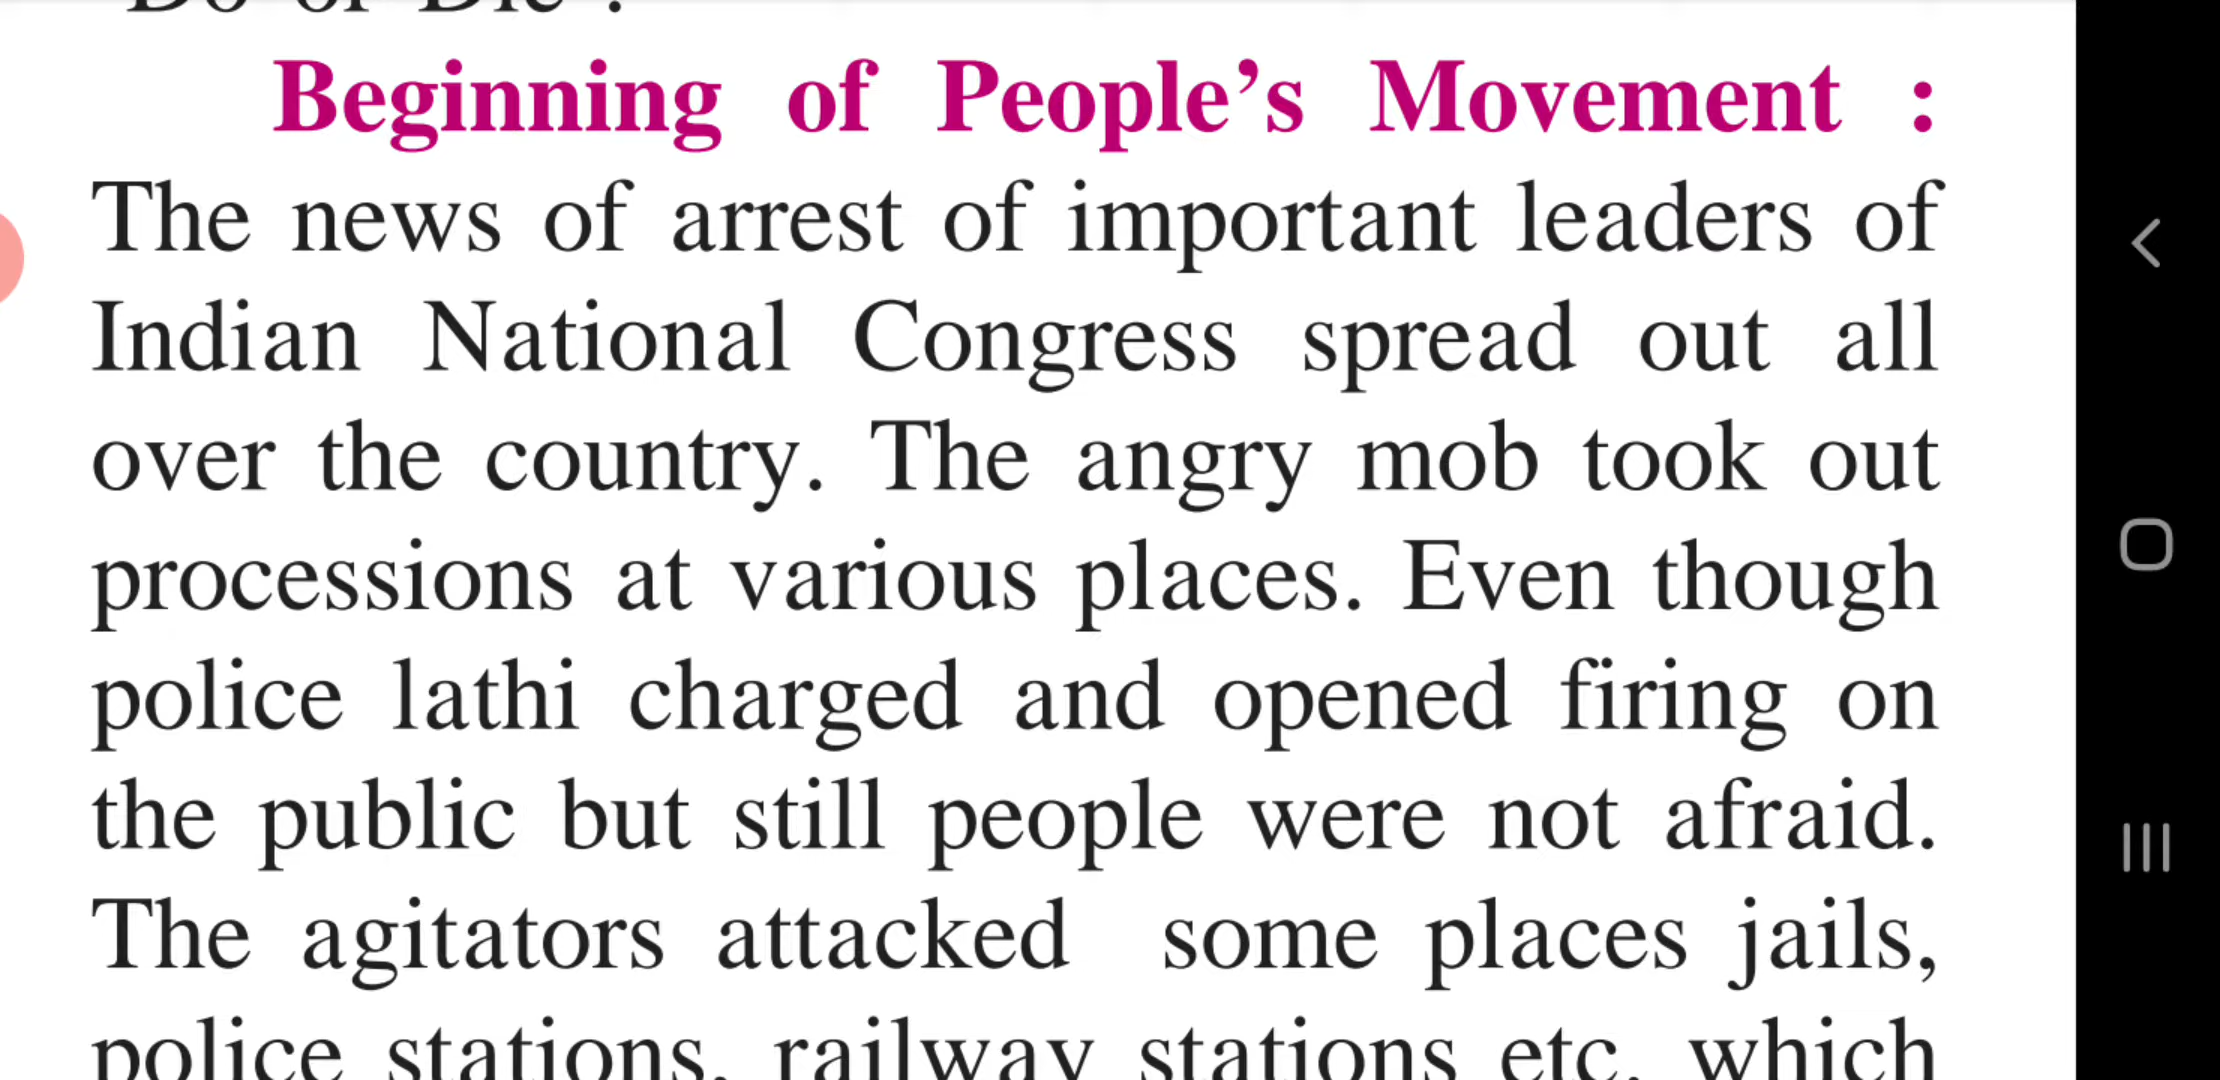 Do or Die'.
Beginning of People's Movement :
The news of arrest of important leaders of
Indian National Congress spread out all
over the country. The angry mob took out
processions at various places. Even though
police lathi charged and opened firing on
the public but still people were not afraid.
The agitators attacked some places jails,
police stations, railway stations etc. which